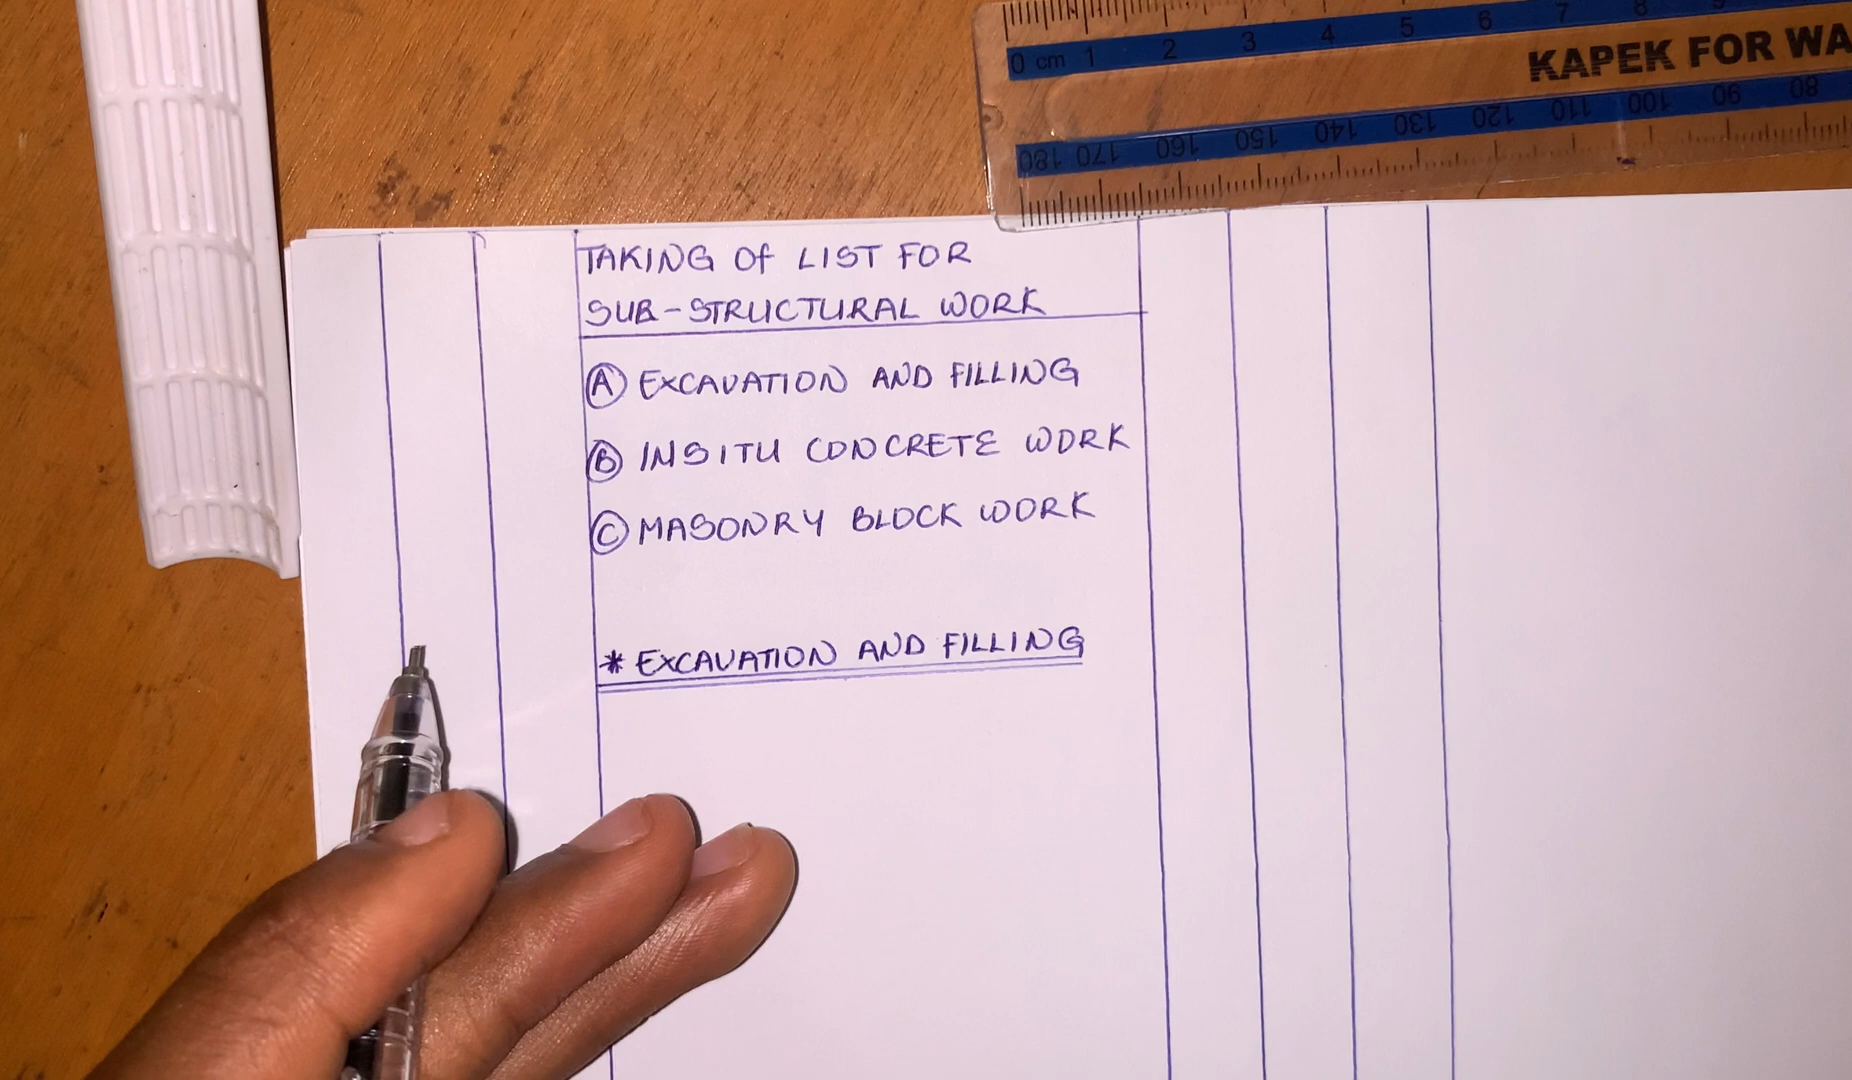 0 cm 1 2 3 4 5 6 7 8 9
KAPEK FOR WA
180 170 160 150 140 130 120 110 100 90 80
TAKING Of LIST FOR
SUB-STRUCTURAL WORK
(A) EXCAVATION AND FILLING
(B) INSITU CONCRETE WORK
(C) MASONRY BLOCK WORK
* EXCAVATION AND FILLING